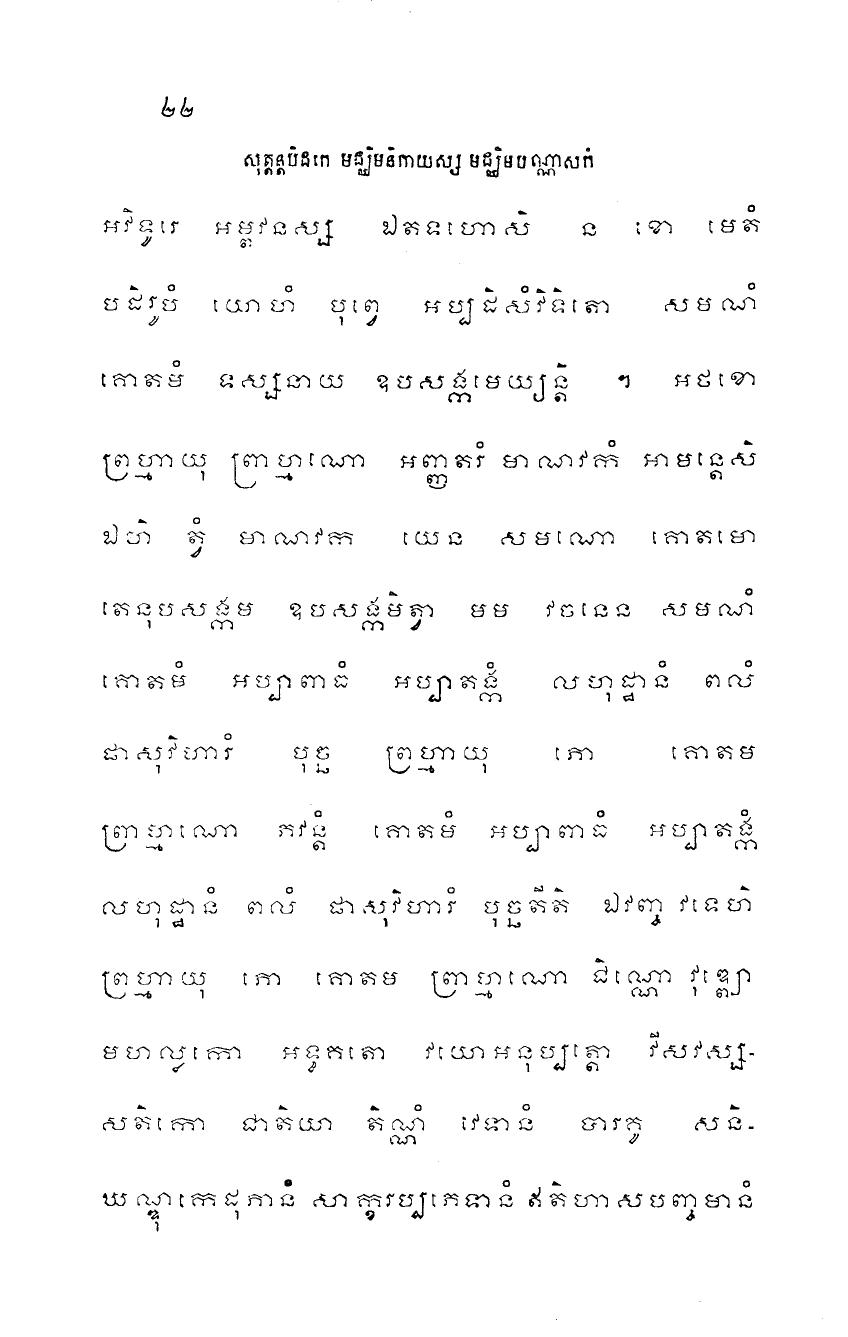 ២២
សុត្តន្តបិដកេ មជ្ឈិមនិកាយស្ស មជ្ឈិមបណ្ណាសកំ
អវិទូរេ អម្ពវនស្ស ឯតទហោសិ ន ខោ មេតំ
បដិរូបំ យោហំ បុព្វេ អប្បដិសំវិទិតោ សមណំ
គោតមំ ទស្សនាយ ឧបសង្កមេយ្យន្តិ ។ អថខោ
ព្រហ្មាយុ ព្រាហ្មណោ អញ្ញតរំ មាណវកំ អាមន្តេសិ
ឯហិ ត្វំ មាណវក យេន សមណោ គោតមោ
តេនុបសង្កម ឧបសង្កមិត្វា មម វចនេន សមណំ
គោតមំ អប្បាពាធំ អប្បាតង្កំ លហុដ្ឋានំ ពលំ
ផាសុវិហារំ បុច្ឆ ព្រហ្មាយុ ភោ គោតម
ព្រាហ្មណោ ភវន្តំ គោតមំ អប្បាពាធំ អប្បាតង្កំ
លហុដ្ឋានំ ពលំ ផាសុវិហារំ បុច្ឆតីតិ ឯវញ្ច វទេហិ
ព្រហ្មាយុ ភោ គោតម ព្រាហ្មណោ ជិណ្ណោ វុឌ្ឍោ
មហល្លកោ អទ្ធគតោ វយោអនុប្បត្តោ វីសវស្ស-
សតិកោ ជាតិយា តិណ្ណំ វេទានំ បារគូ សនិ-
ឃណ្ឌុកេដុភានំ សាក្ខរប្បភេទានំ ឥតិហាសបញ្ចមានំ